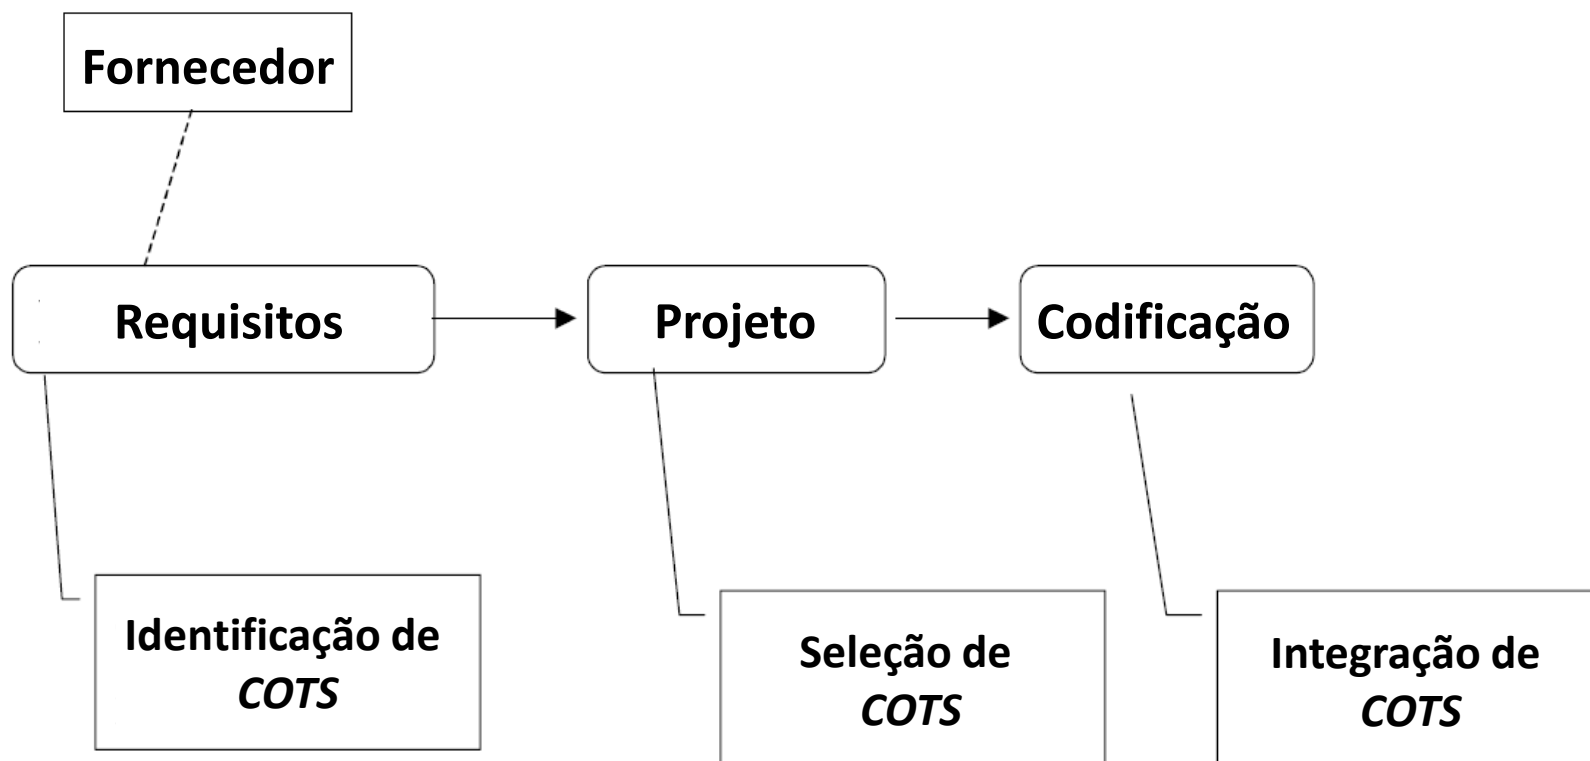 Fornecedor
Requisitos
Projeto
Codificação
Identificação de
COTS
Seleção de
COTS
Integração de
COTS